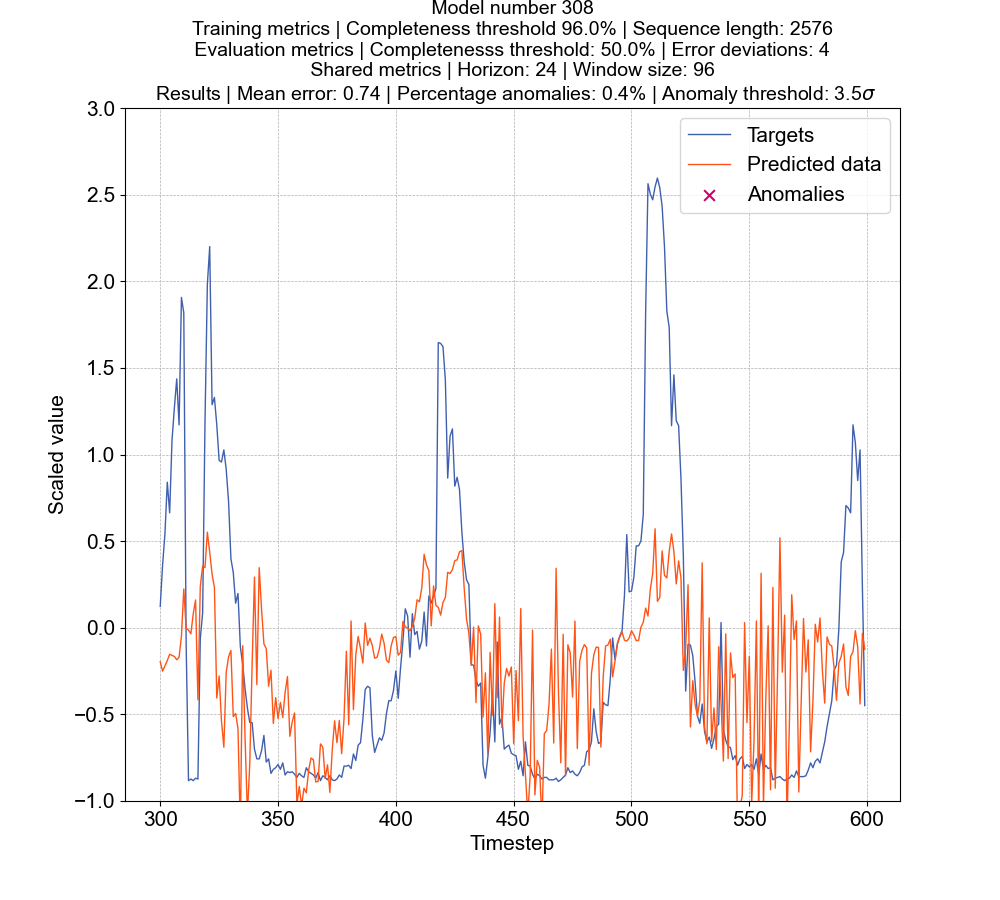 Model number 308
Training metrics | Completeness threshold 96.0% | Sequence length: 2576
Evaluation metrics | Completenesss threshold: 50.0% | Error deviations: 4
Shared metrics | Horizon: 24 | Window size: 96
Results | Mean error: 0.74 | Percentage anomalies: 0.4% | Anomaly threshold: 3.5σ
3.0
2.5
2.0
1.5
1.0
0.5
0.0
−0.5
−1.0
Scaled value
Targets
Predicted data
Anomalies
300 350 400 450 500 550 600
Timestep